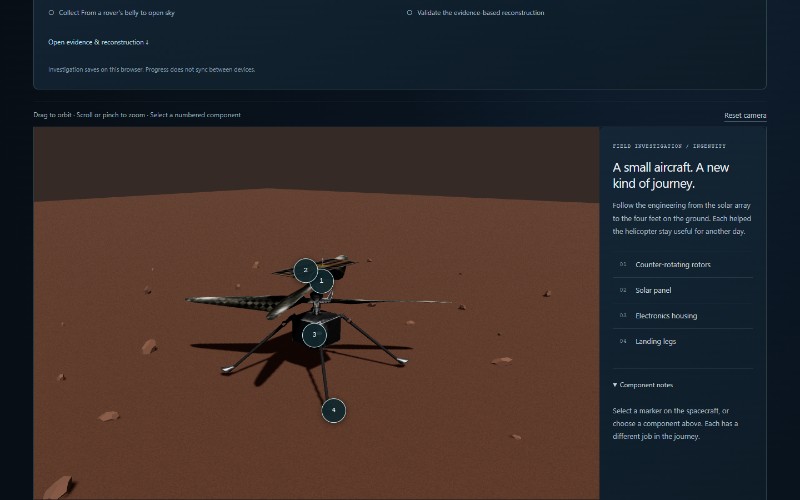 Collect From a rover's belly to open sky
Validate the evidence-based reconstruction
Open evidence & reconstruction ↓
Investigation saves on this browser. Progress does not sync between devices.
Drag to orbit · Scroll or pinch to zoom · Select a numbered component
Reset camera
2
1
3
4
FIELD INVESTIGATION / INGENUITY
A small aircraft. A new
kind of journey.
Follow the engineering from the solar array
to the four feet on the ground. Each helped
the helicopter stay useful for another day.
01 Counter-rotating rotors
02 Solar panel
03 Electronics housing
04 Landing legs
▼ Component notes
Select a marker on the spacecraft, or
choose a component above. Each has a
different job in the journey.